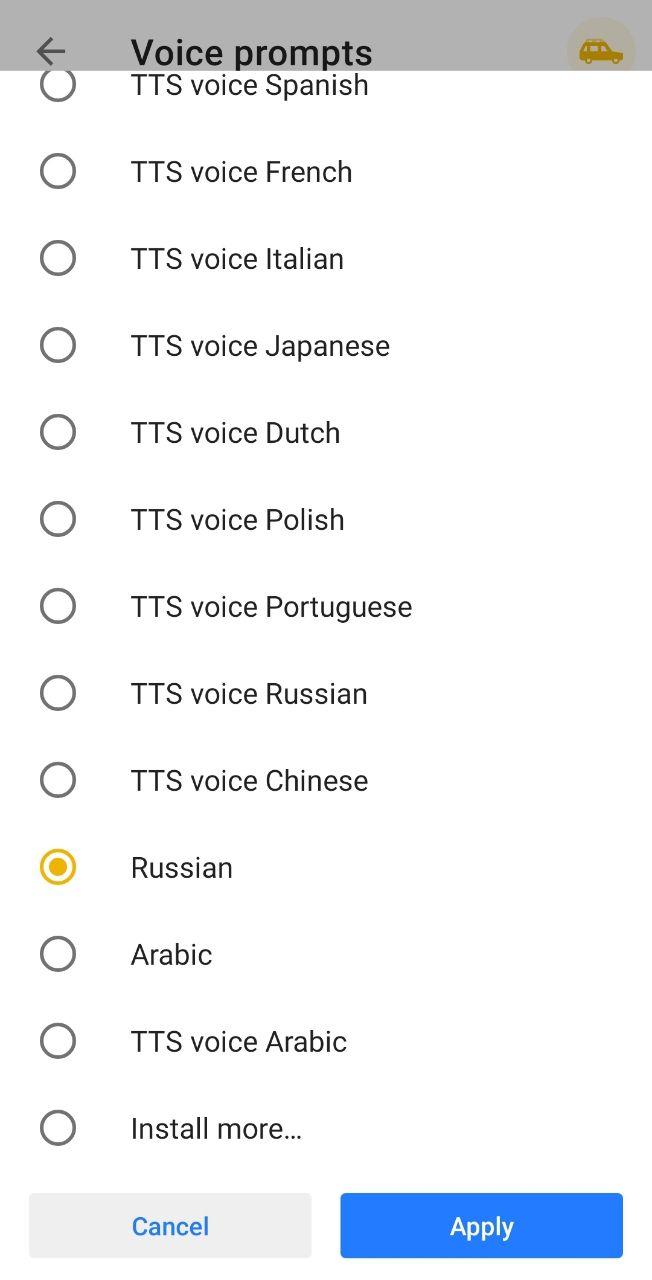 Voice prompts
TTS voice Spanish
TTS voice French
TTS voice Italian
TTS voice Japanese
TTS voice Dutch
TTS voice Polish
TTS voice Portuguese
TTS voice Russian
TTS voice Chinese
Russian
Arabic
TTS voice Arabic
Install more...
Cancel
Apply